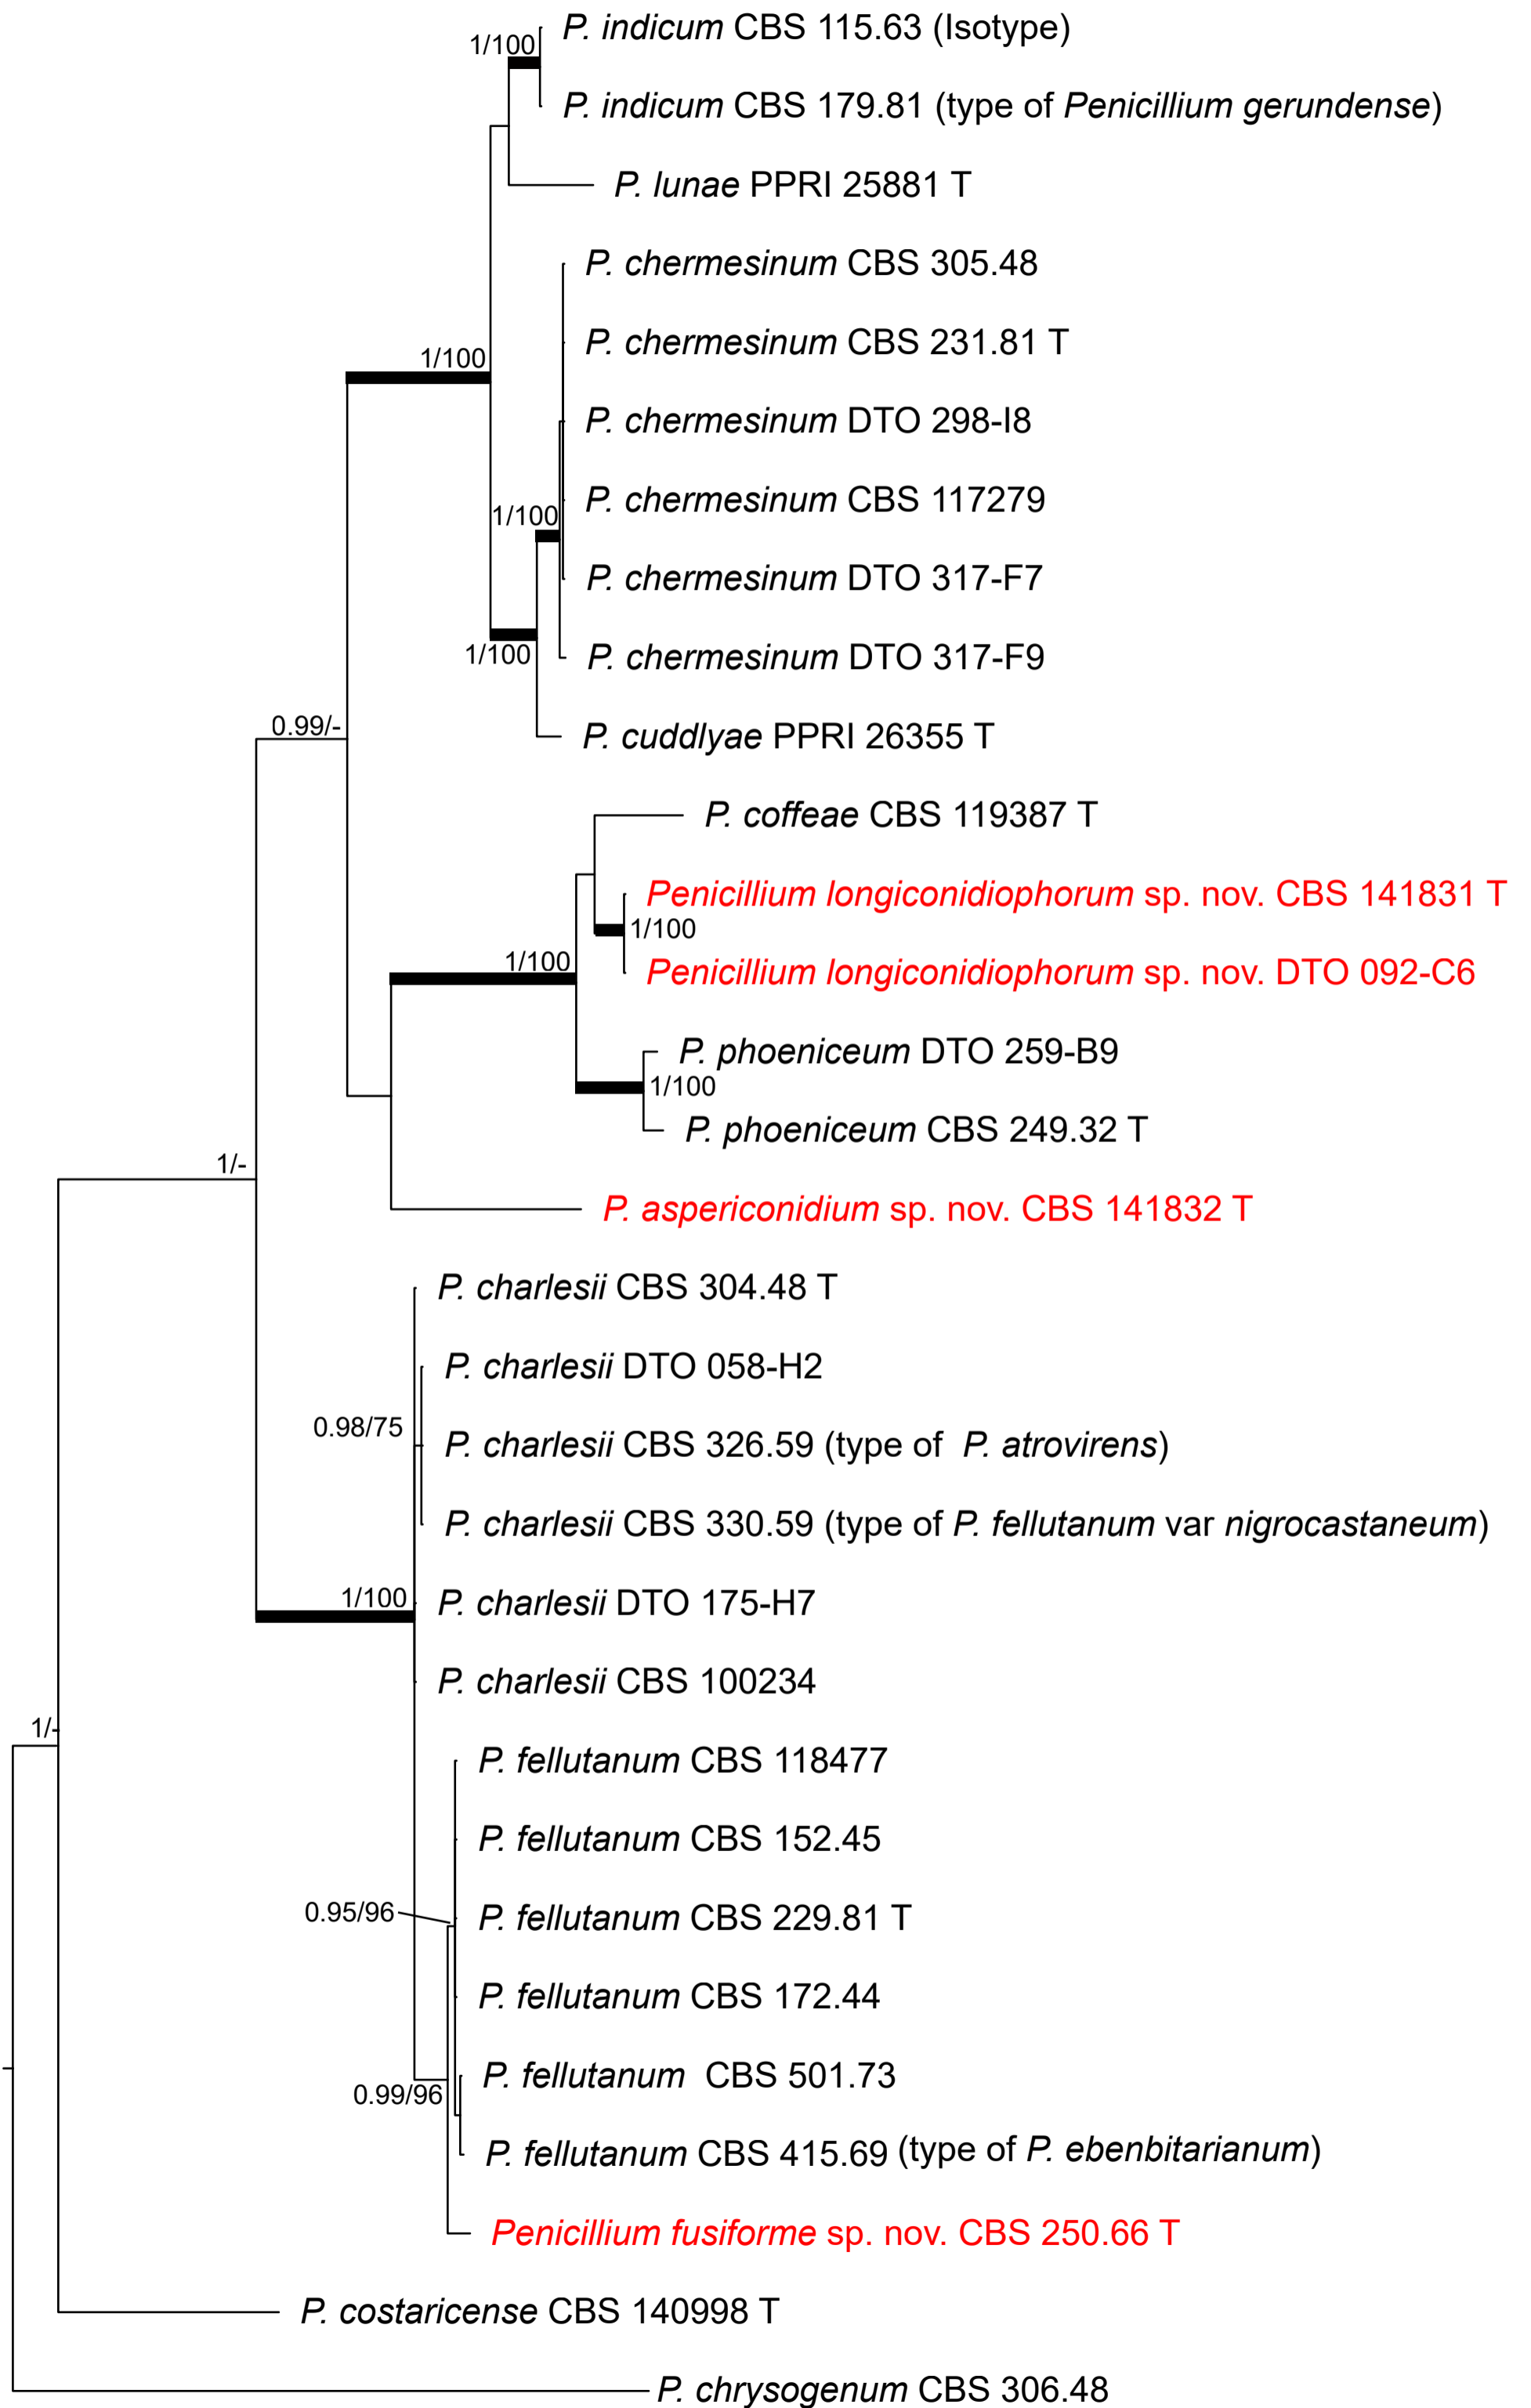 P. indicum CBS 115.63 (Isotype)
1/100
P. indicum CBS 179.81 (type of Penicillium gerundense)
P. lunae PPRI 25881 T
P. chermesinum CBS 305.48
P. chermesinum CBS 231.81 T
1/100
P. chermesinum DTO 298-I8
P. chermesinum CBS 117279
1/100
P. chermesinum DTO 317-F7
P. chermesinum DTO 317-F9
1/100
0.99/-
P. cuddlyae PPRI 26355 T
P. coffeae CBS 119387 T
Penicillium longiconidiophorum sp. nov. CBS 141831 T
1/100
1/100
Penicillium longiconidiophorum sp. nov. DTO 092-C6
P. phoeniceum DTO 259-B9
1/100
P. phoeniceum CBS 249.32 T
1/-
P. aspericonidium sp. nov. CBS 141832 T
P. charlesii CBS 304.48 T
P. charlesii DTO 058-H2
0.98/75
P. charlesii CBS 326.59 (type of P. atrovirens)
P. charlesii CBS 330.59 (type of P. fellutanum var nigrocastaneum)
1/100
P. charlesii DTO 175-H7
P. charlesii CBS 100234
1/-
P. fellutanum CBS 118477
P. fellutanum CBS 152.45
0.95/96
P. fellutanum CBS 229.81 T
P. fellutanum CBS 172.44
P. fellutanum CBS 501.73
0.99/96
P. fellutanum CBS 415.69 (type of P. ebenbitarianum)
Penicillium fusiforme sp. nov. CBS 250.66 T
P. costaricense CBS 140998 T
P. chrysogenum CBS 306.48